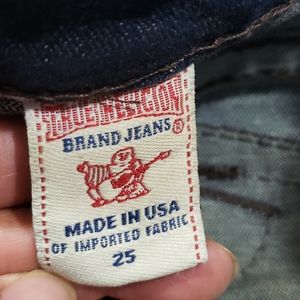 TRUE RELIGION
BRAND JEANS®
MADE IN USA
OF IMPORTED FABRIC
25